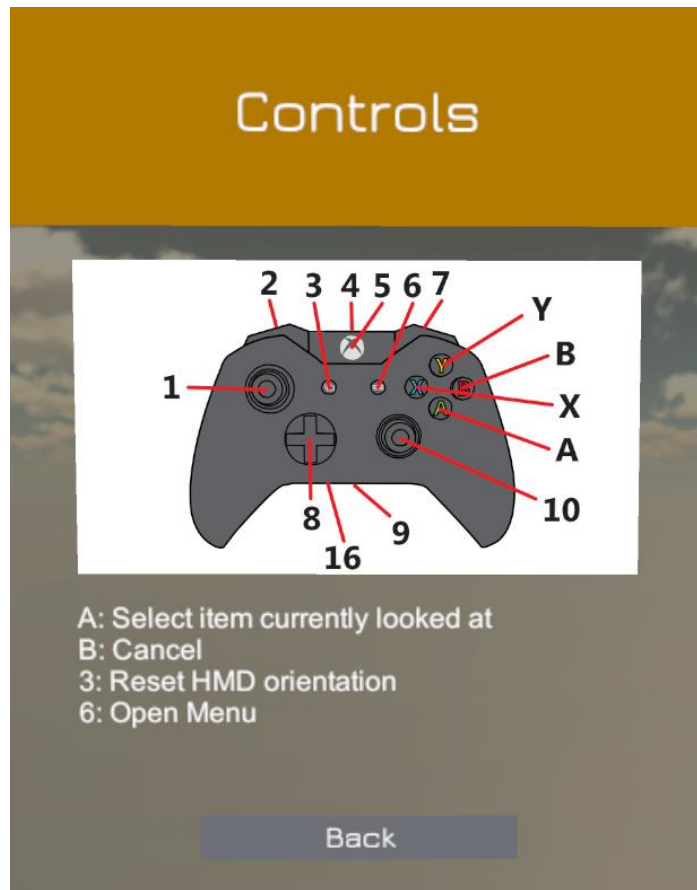 Controls
2 3 4 5 6 7 Y
B
1 X
A
8 9 10
16
Y
X B
A
A: Select item currently looked at
B: Cancel
3: Reset HMD orientation
6: Open Menu
Back